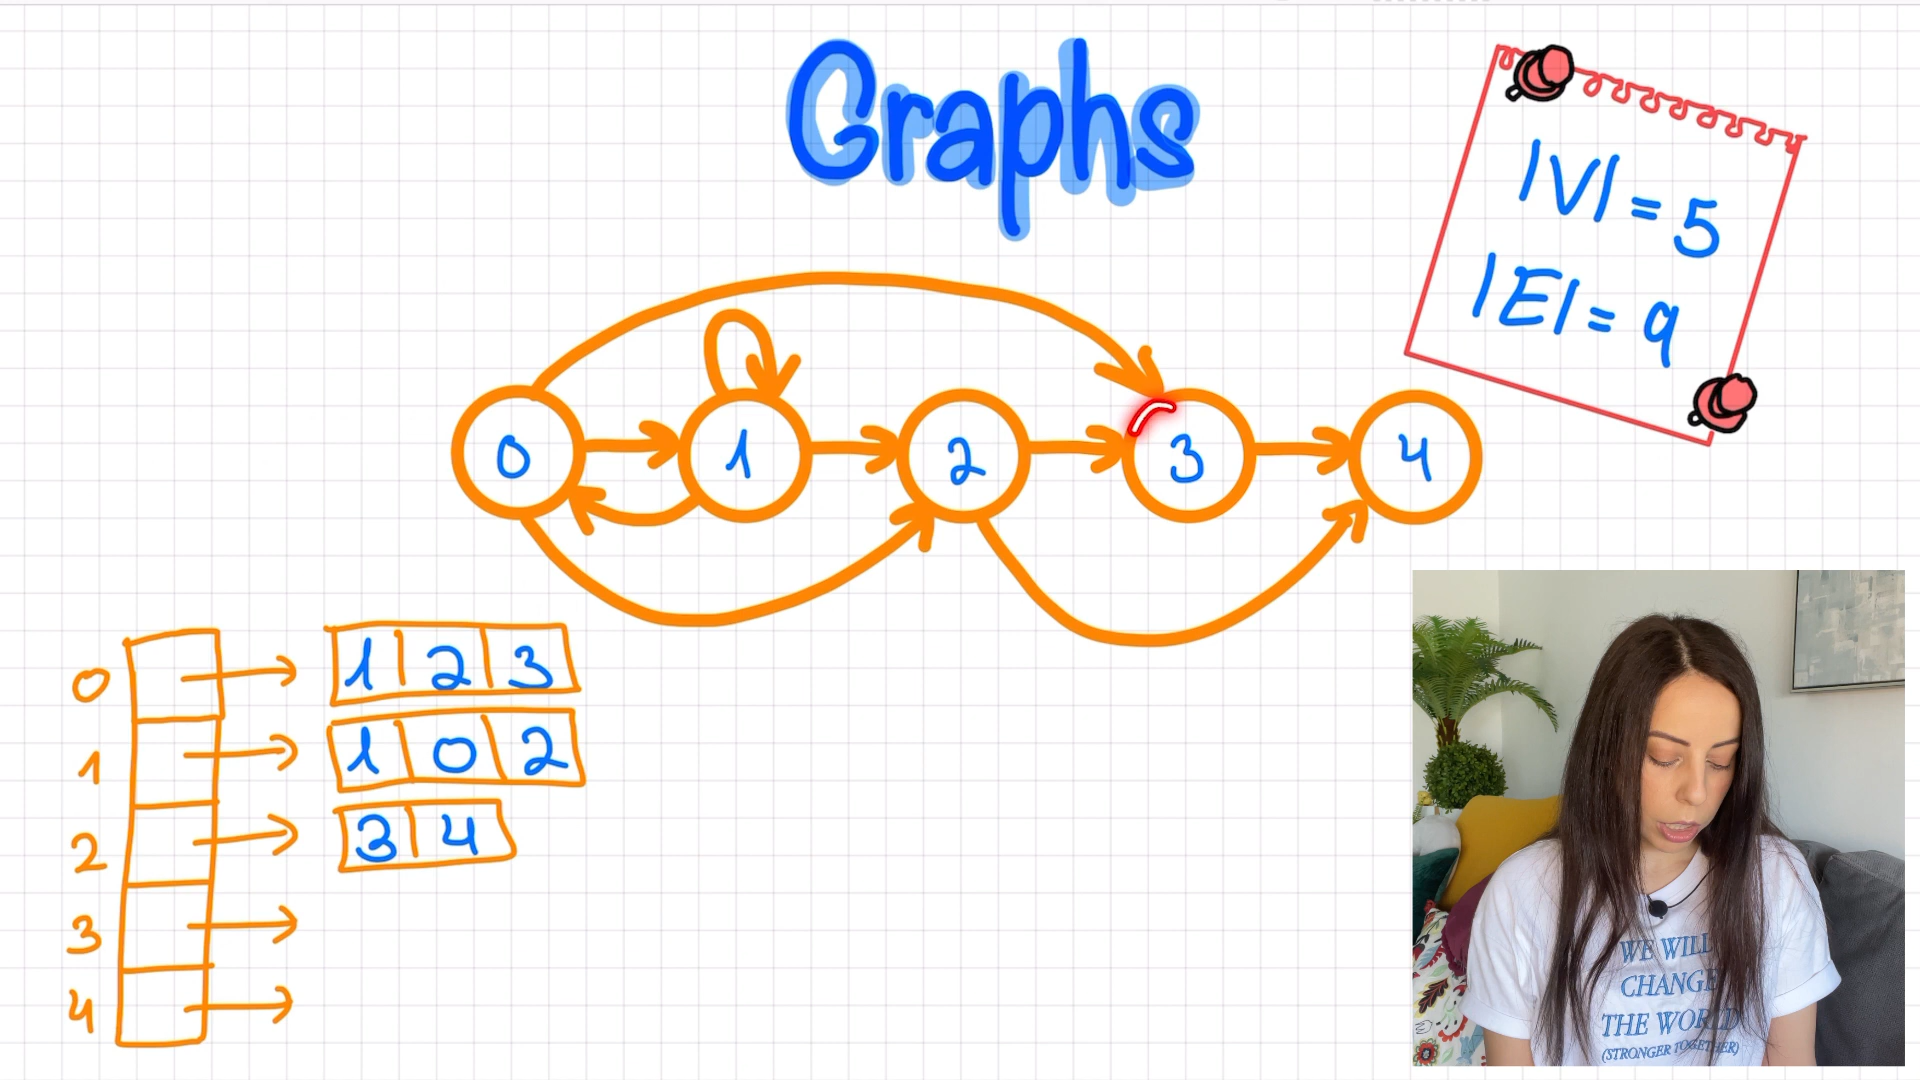 Graphs
|V| = 5
|E| = 9
0 1 2 3 4
0 1 2 3
1 1 0 2
2 3 4
3
4
WE WILL
CHANGE
THE WORLD
(STRONGER TOGETHER)